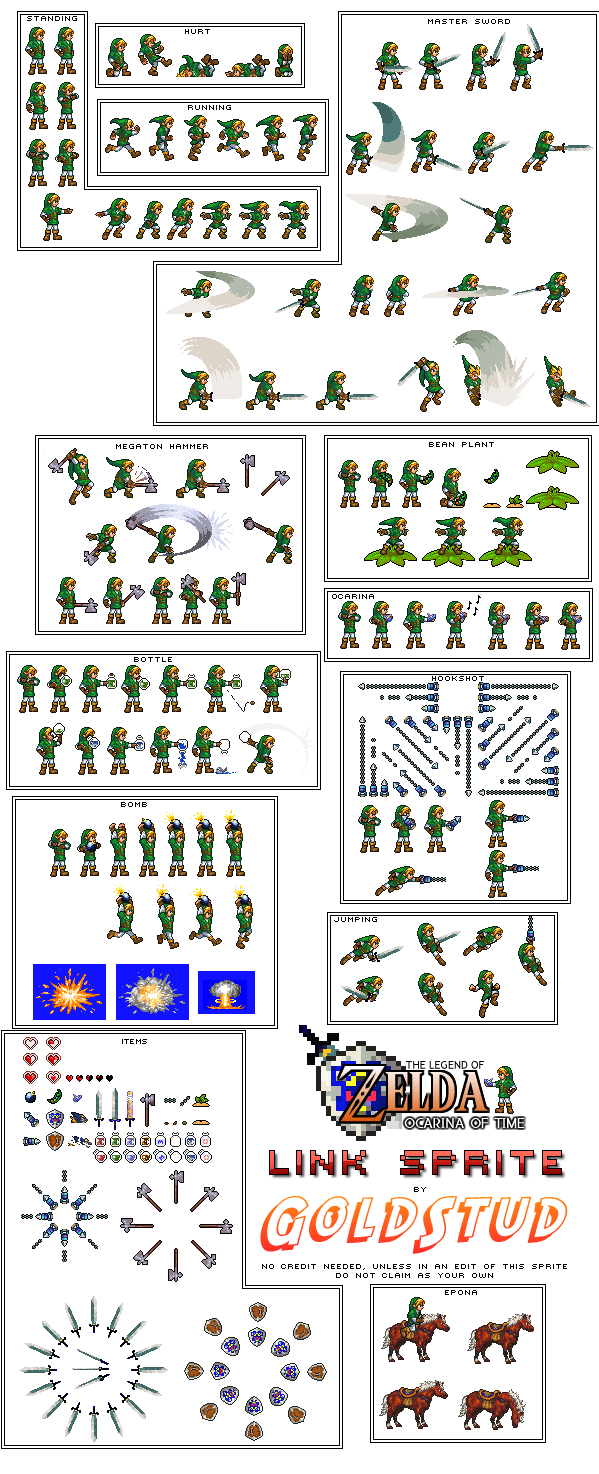 STANDING
HURT
MASTER SWORD
RUNNING
MEGATON HAMMER
BEAN PLANT
OCARINA
BOTTLE
HOOKSHOT
BOMB
JUMPING
ITEMS
THE LEGEND OF
ZELDA
OCARINA OF TIME
LINK SPRITE
BY
GOLDSTUD
NO CREDIT NEEDED, UNLESS IN AN EDIT OF THIS SPRITE
DO NOT CLAIM AS YOUR OWN
EPONA